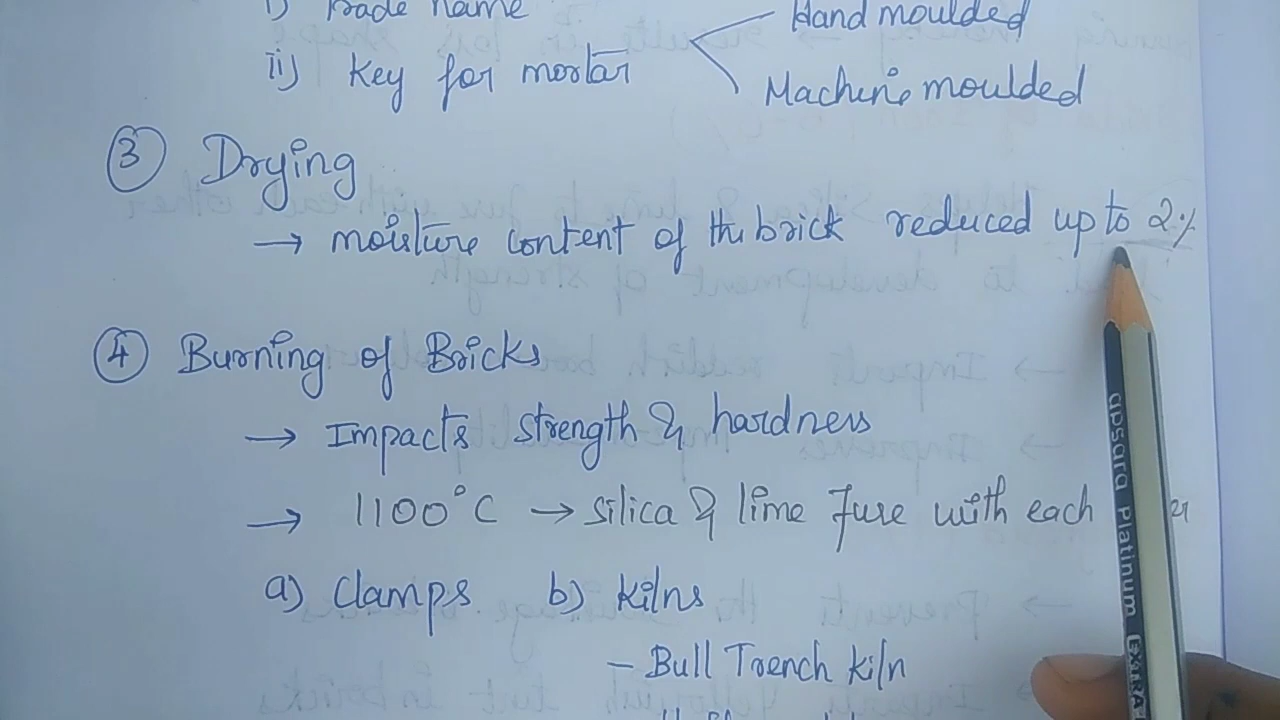 i) Trade name
Hand moulded
ii) Key for mortar
Machine moulded
③ Drying
→ moisture content of the brick reduced up to 2%
④ Burning of Bricks
→ Impacts strength & hardness
→ 1100°C → silica & lime fuse with each
a) Clamps b) Kilns
- Bull Trench kiln
apsara PLATINUM EXTRA